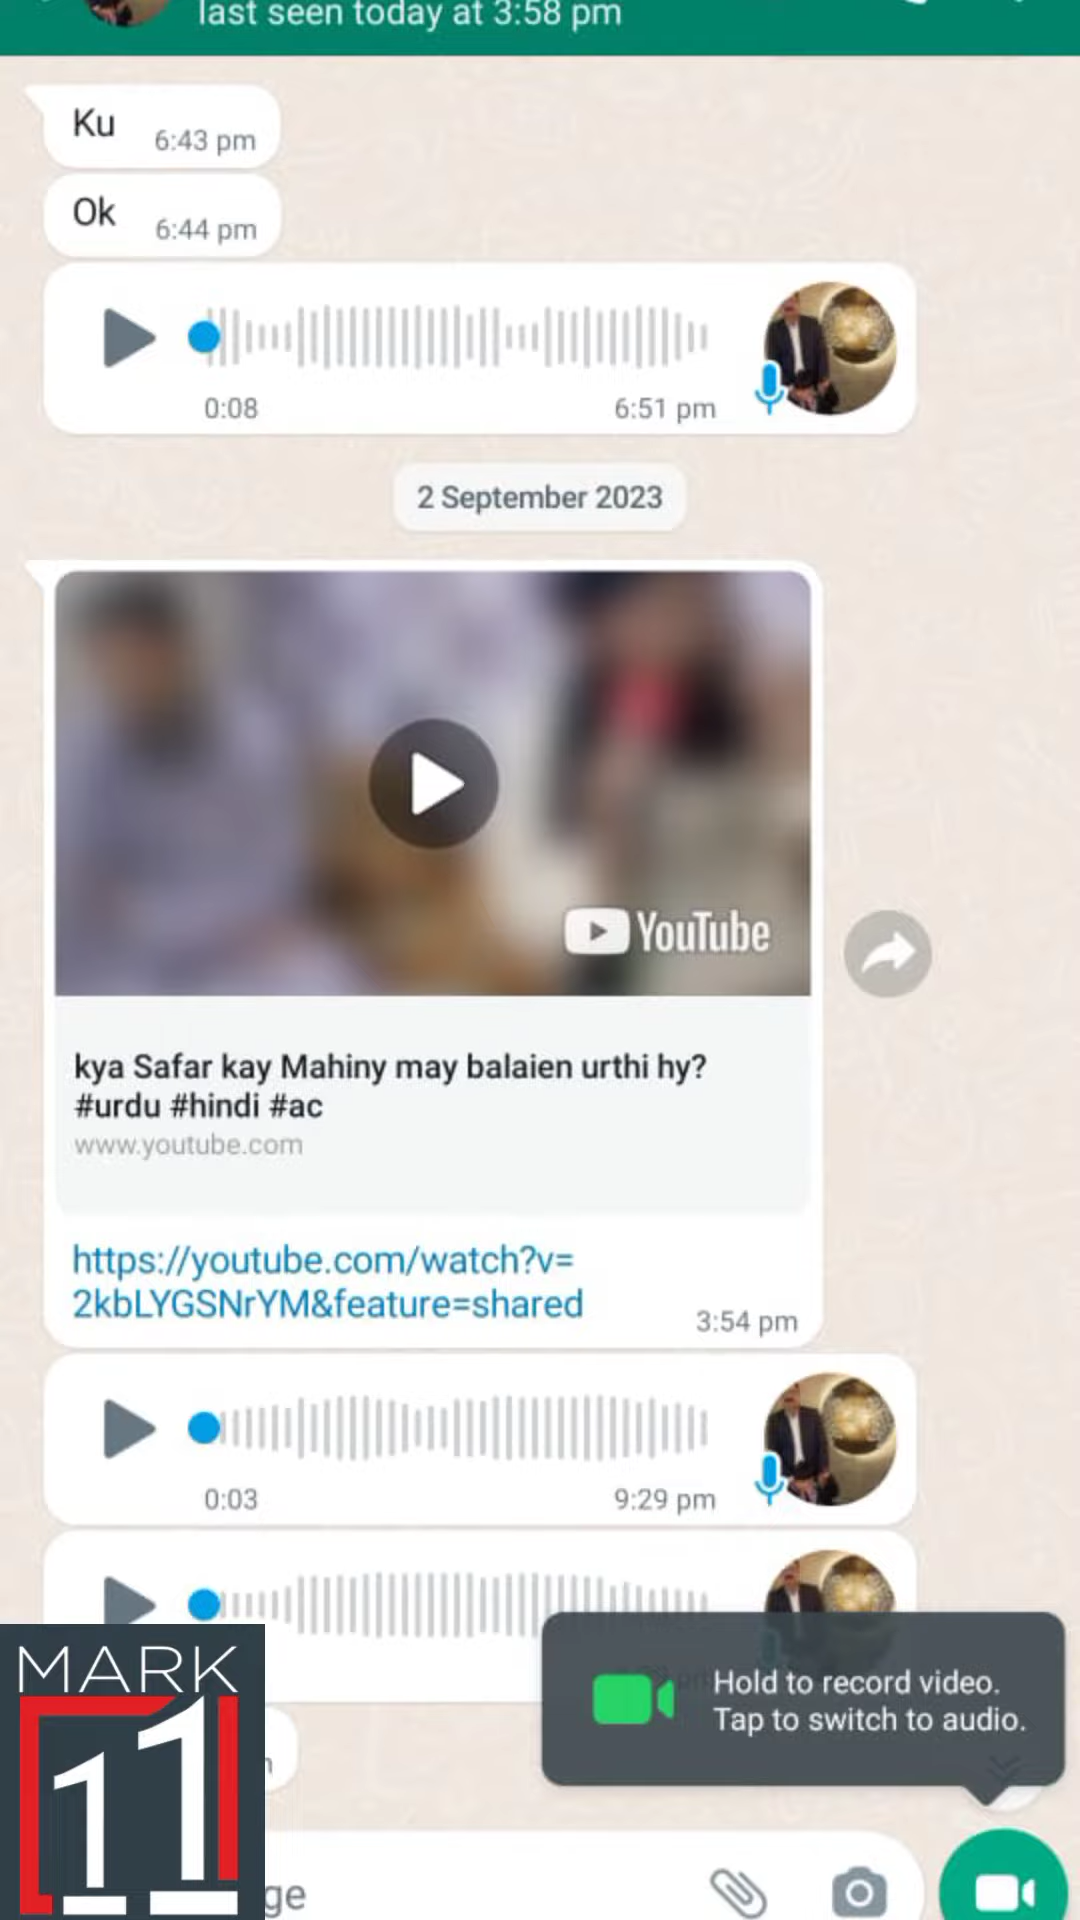 last seen today at 3:58 pm
Ku 6:43 pm
Ok 6:44 pm
0:08 6:51 pm
2 September 2023
YouTube
kya Safar kay Mahiny may balaien urthi hy?
#urdu #hindi #ac
www.youtube.com
https://youtube.com/watch?v=
2kbLYGSNrYM&feature=shared
3:54 pm
0:03 9:29 pm
Hold to record video.
Tap to switch to audio.
MARK
11